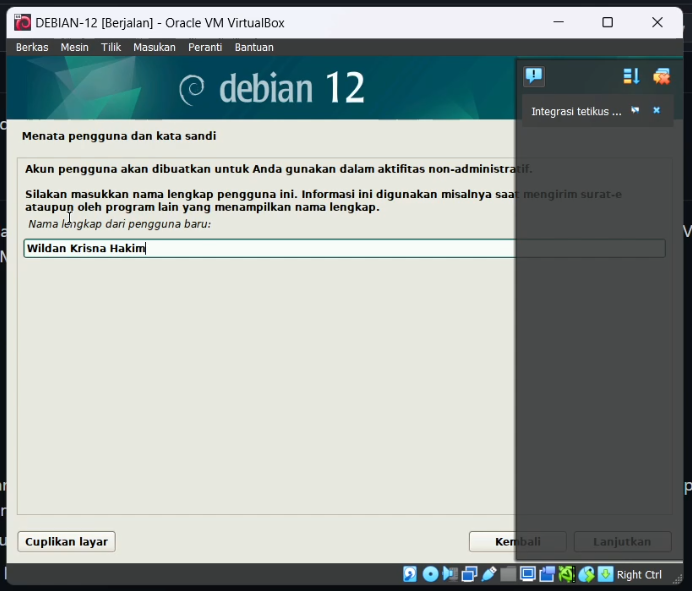 DEBIAN-12 [Berjalan] - Oracle VM VirtualBox
Berkas Mesin Tilik Masukan Peranti Bantuan
debian 12
Integrasi tetikus ...
Menata pengguna dan kata sandi
Akun pengguna akan dibuatkan untuk Anda gunakan dalam aktifitas non-administratif.
Silakan masukkan nama lengkap pengguna ini. Informasi ini digunakan misalnya saat mengirim surat-e
ataupun oleh program lain yang menampilkan nama lengkap.
Nama lengkap dari pengguna baru:
Wildan Krisna Hakim
Cuplikan layar Kembali Lanjutkan
Right Ctrl